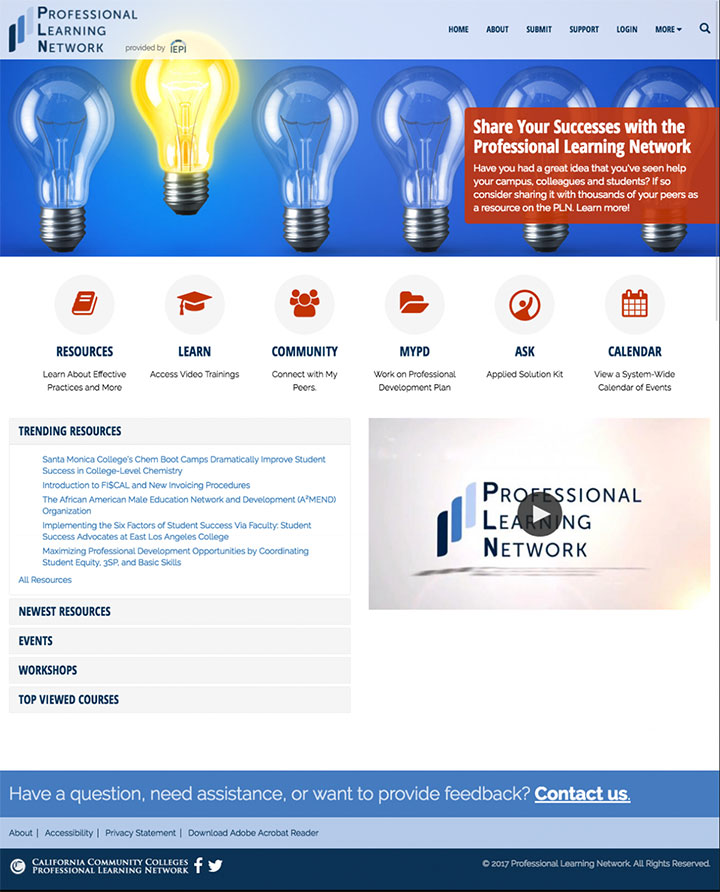 PROFESSIONAL
LEARNING
NETWORK
provided by IEPI
HOME ABOUT SUBMIT SUPPORT LOGIN MORE
Share Your Successes with the
Professional Learning Network
Have you had a great idea that you've seen help
your campus, colleagues and students? If so
consider sharing it with thousands of your peers as
a resource on the PLN. Learn more!
RESOURCES
Learn About Effective
Practices and More
LEARN
Access Video Trainings
COMMUNITY
Connect with My
Peers.
MYPD
Work on Professional
Development Plan
ASK
Applied Solution Kit
CALENDAR
View a System-Wide
Calendar of Events
TRENDING RESOURCES
Santa Monica College's Chem Boot Camps Dramatically Improve Student
Success in College-Level Chemistry
Introduction to FI$CAL and New Invoicing Procedures
The African American Male Education Network and Development (A²MEND)
Organization
Implementing the Six Factors of Student Success Via Faculty: Student
Success Advocates at East Los Angeles College
Maximizing Professional Development Opportunities by Coordinating
Student Equity, 3SP, and Basic Skills
All Resources
NEWEST RESOURCES
EVENTS
WORKSHOPS
TOP VIEWED COURSES
PROFESSIONAL
LEARNING
NETWORK
Have a question, need assistance, or want to provide feedback? Contact us.
About | Accessibility | Privacy Statement | Download Adobe Acrobat Reader
CALIFORNIA COMMUNITY COLLEGES
PROFESSIONAL LEARNING NETWORK
© 2017 Professional Learning Network. All Rights Reserved.